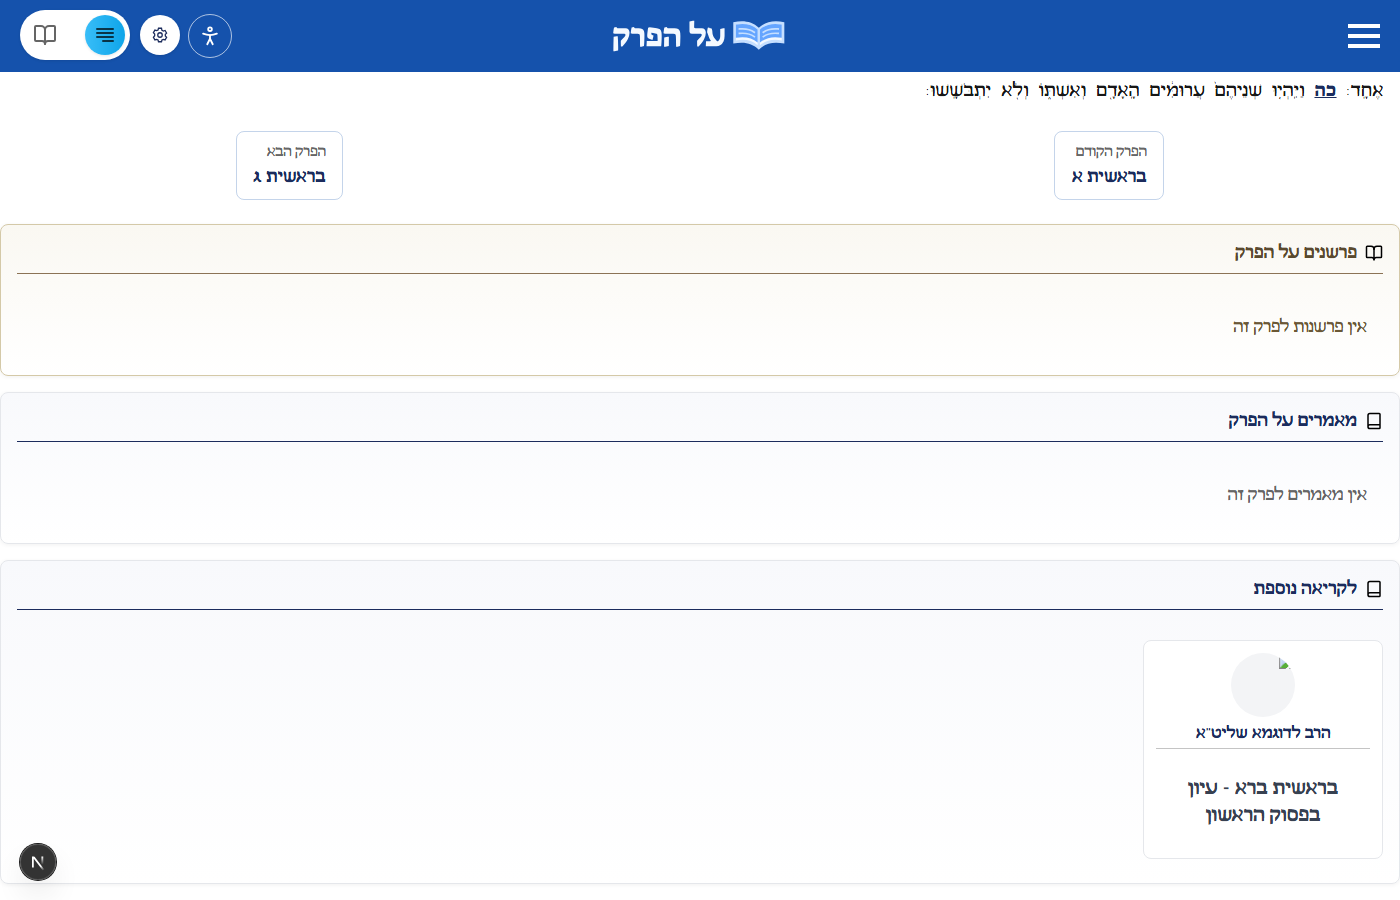 על הפרק
אֶחָֽד׃ כה וַיִּֽהְי֤וּ שְׁנֵיהֶם֙ עֲרוּמִּ֔ים הָֽאָדָ֖ם וְאִשְׁתּ֑וֹ וְלֹ֖א יִתְבֹּשָֽׁשׁוּ׃
הפרק הקודם
בראשית א
הפרק הבא
בראשית ג
פרשנים על הפרק
אין פרשנות לפרק זה
מאמרים על הפרק
אין מאמרים לפרק זה
לקריאה נוספת
הרב לדוגמא שליט"א
בראשית ברא - עיון
בפסוק הראשון
N